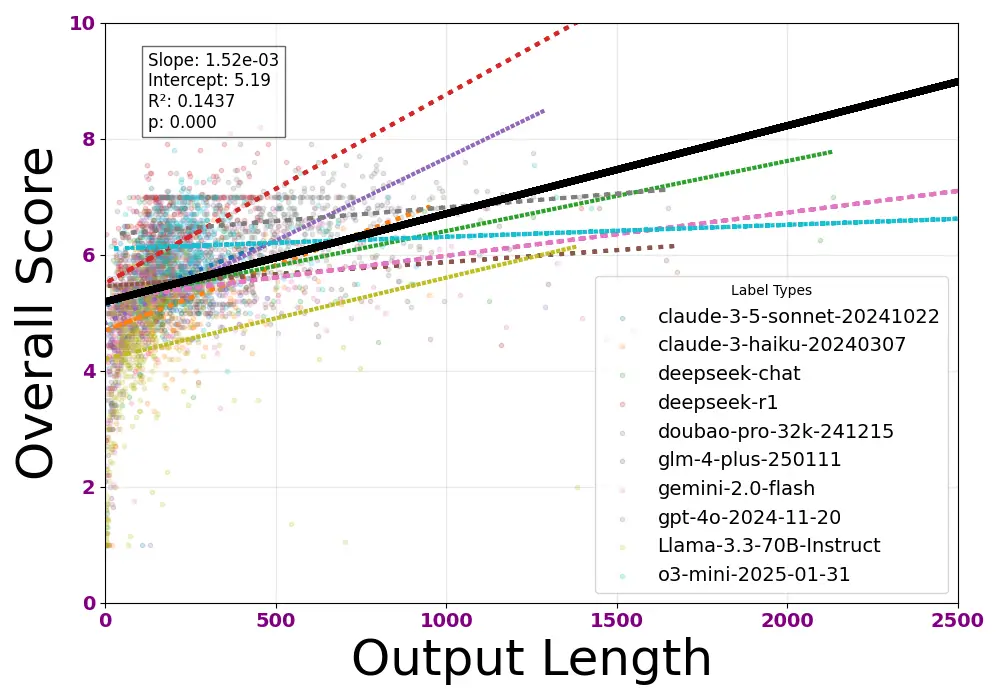 10
8
6
4
2
0
Overall Score
Slope: 1.52e-03
Intercept: 5.19
R²: 0.1437
p: 0.000
Label Types
claude-3-5-sonnet-20241022
claude-3-haiku-20240307
deepseek-chat
deepseek-r1
doubao-pro-32k-241215
glm-4-plus-250111
gemini-2.0-flash
gpt-4o-2024-11-20
Llama-3.3-70B-Instruct
o3-mini-2025-01-31
0
500
1000
1500
2000
2500
Output Length